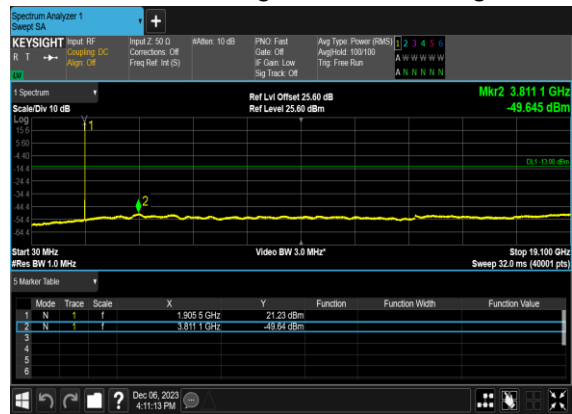 Spectrum Analyzer 1
Swept SA
KEYSIGHT Input: RF Input Z: 50 Ω #Atten: 10 dB PNO: Fast Avg Type: Power (RMS) 1 2 3 4 5 6
R T Coupling: DC Corrections: Off Gate: Off Avg|Hold: 100/100 A W W W W W
Align: Off Freq Ref: Int (S) IF Gain: Low Trig: Free Run
Sig Track: Off A N N N N N
1 Spectrum Ref Lvl Offset 25.60 dB Mkr2 3.811 1 GHz
Scale/Div 10 dB Ref Level 25.60 dBm -49.645 dBm
Log
1
15.6
5.60
-4.40
DL1 -13.00 dBm
-14.4
-24.4
-34.4
-44.4
2
-54.4
-64.4
Start 30 MHz Video BW 3.0 MHz* Stop 19.100 GHz
#Res BW 1.0 MHz Sweep 32.0 ms (40001 pts)
5 Marker Table
Mode Trace Scale X Y Function Function Width Function Value
1 N 1 f 1.905 5 GHz 21.23 dBm
2 N 1 f 3.811 1 GHz -49.64 dBm
3
4
5
6
? Dec 06, 2023
4:11:13 PM